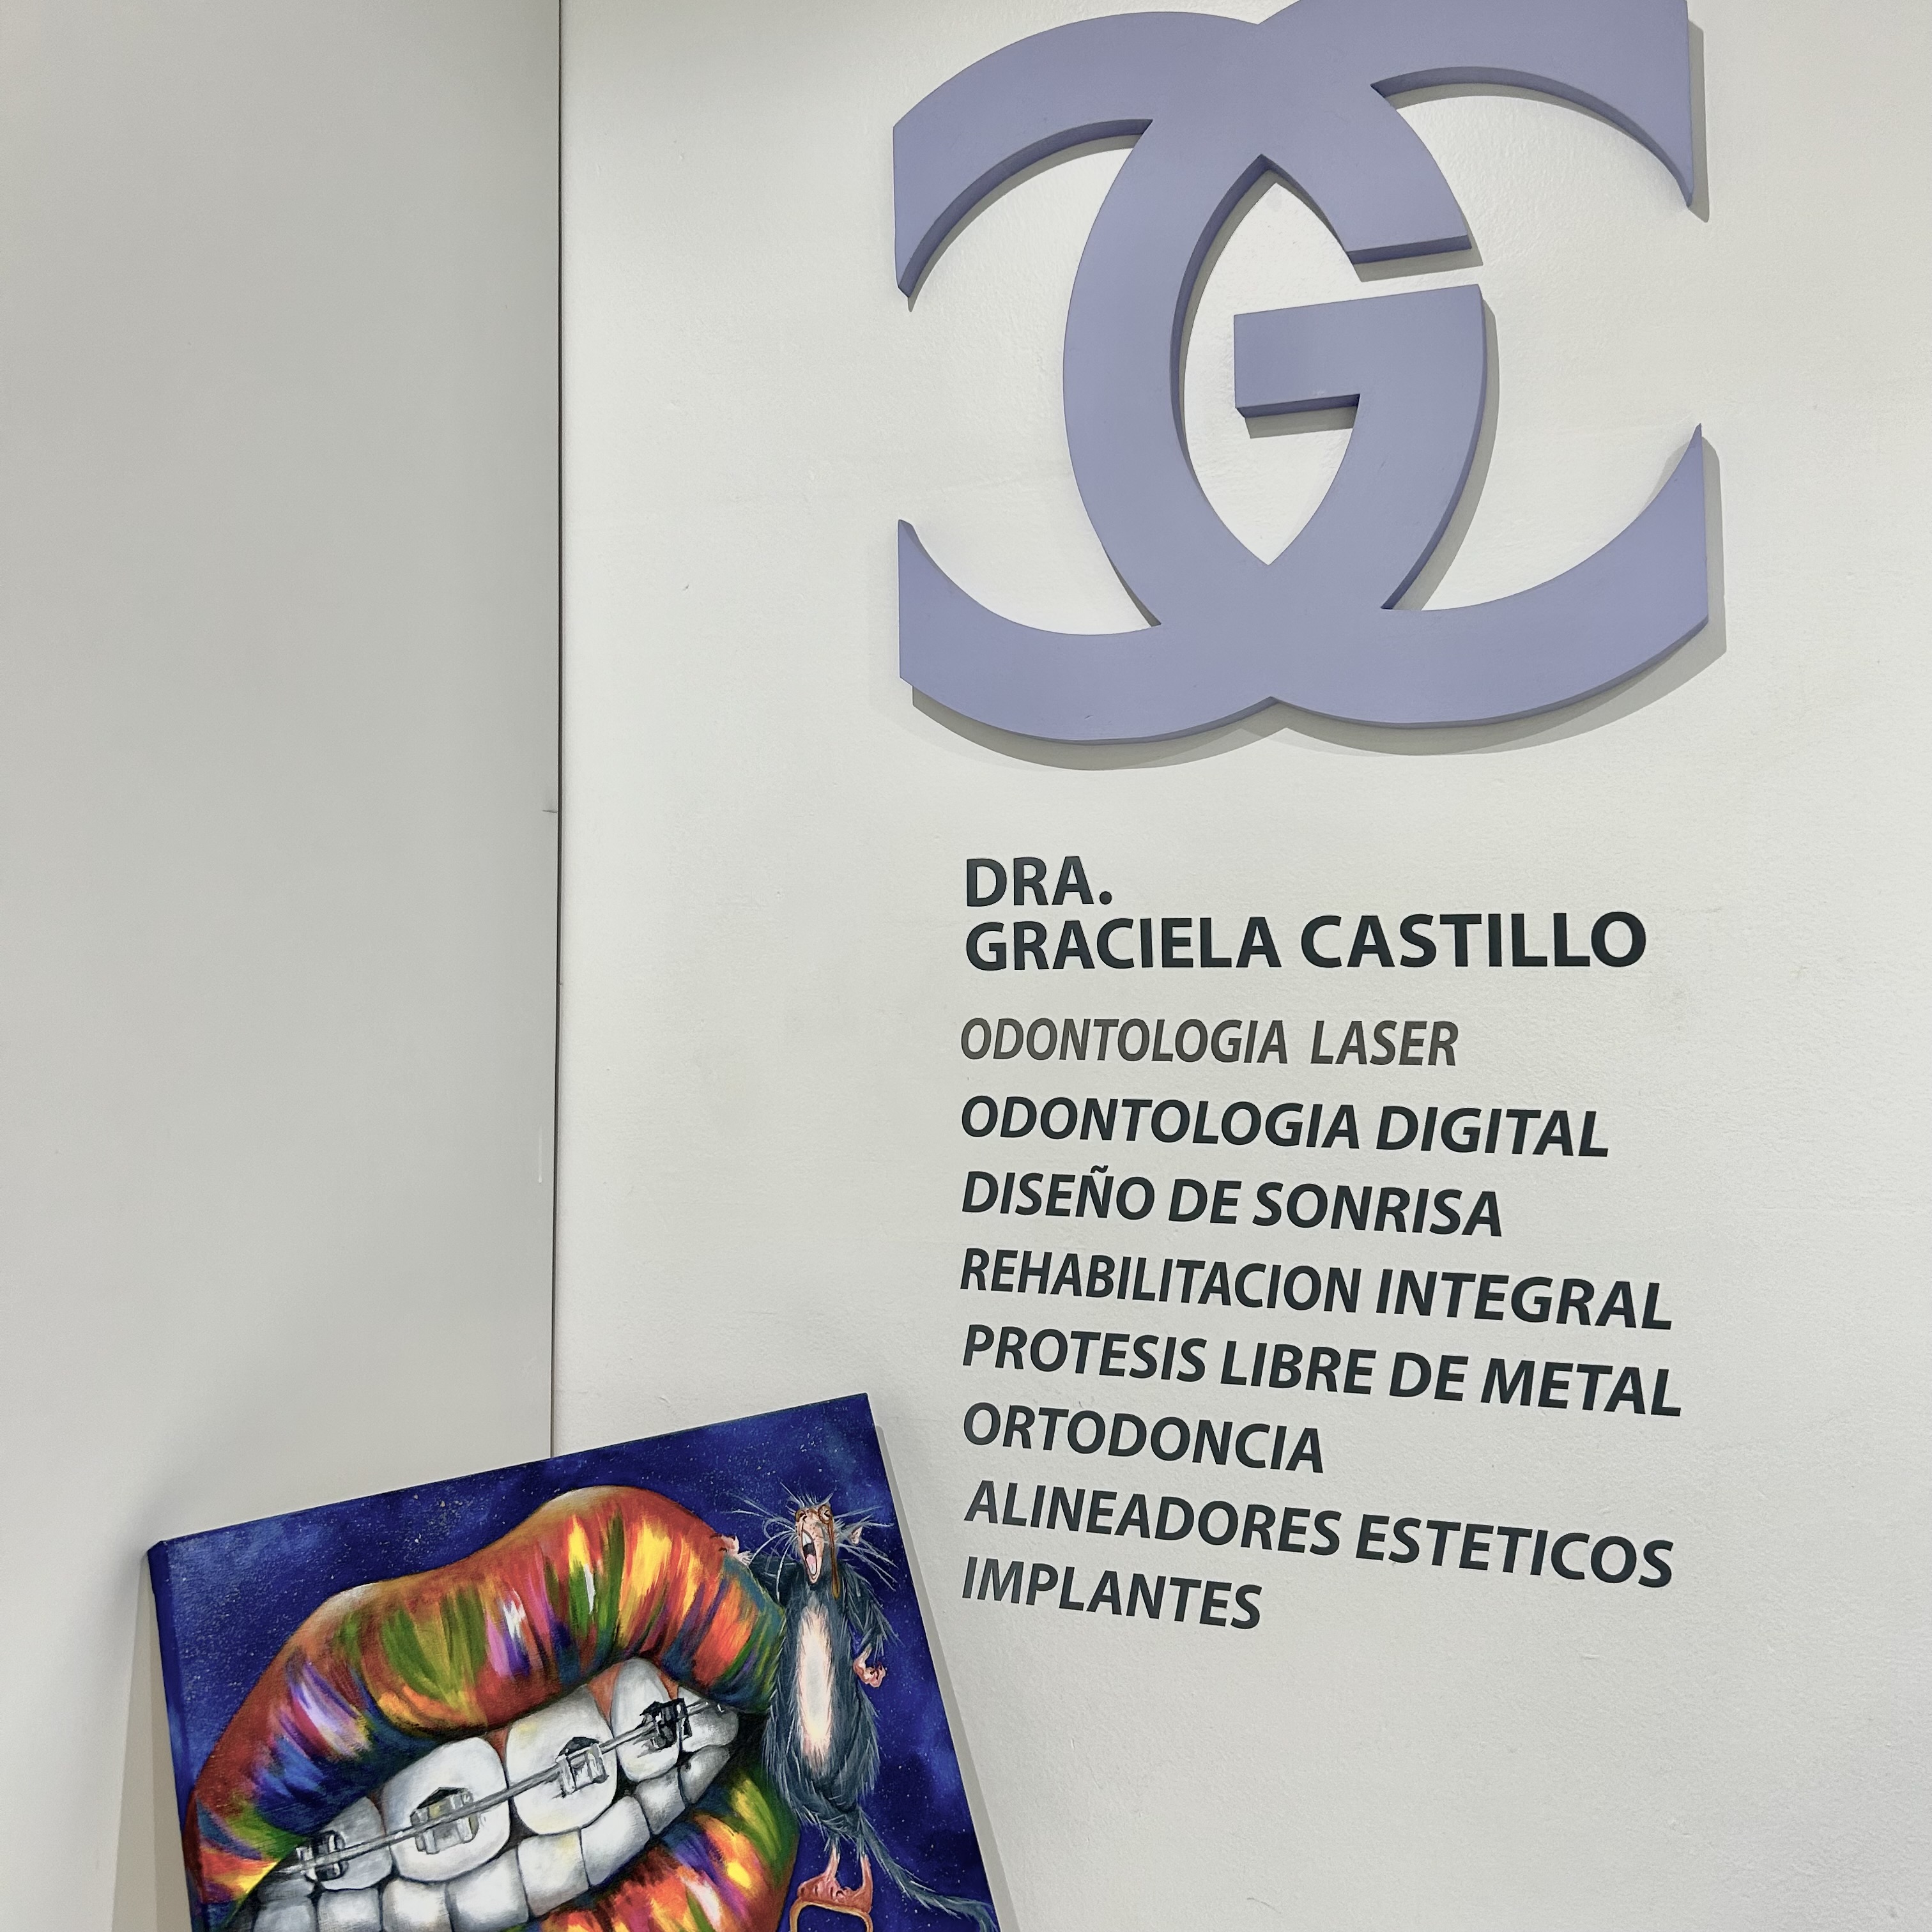 GC
DRA.
GRACIELA CASTILLO
ODONTOLOGIA LASER
ODONTOLOGIA DIGITAL
DISEÑO DE SONRISA
REHABILITACION INTEGRAL
PROTESIS LIBRE DE METAL
ORTODONCIA
ALINEADORES ESTETICOS
IMPLANTES